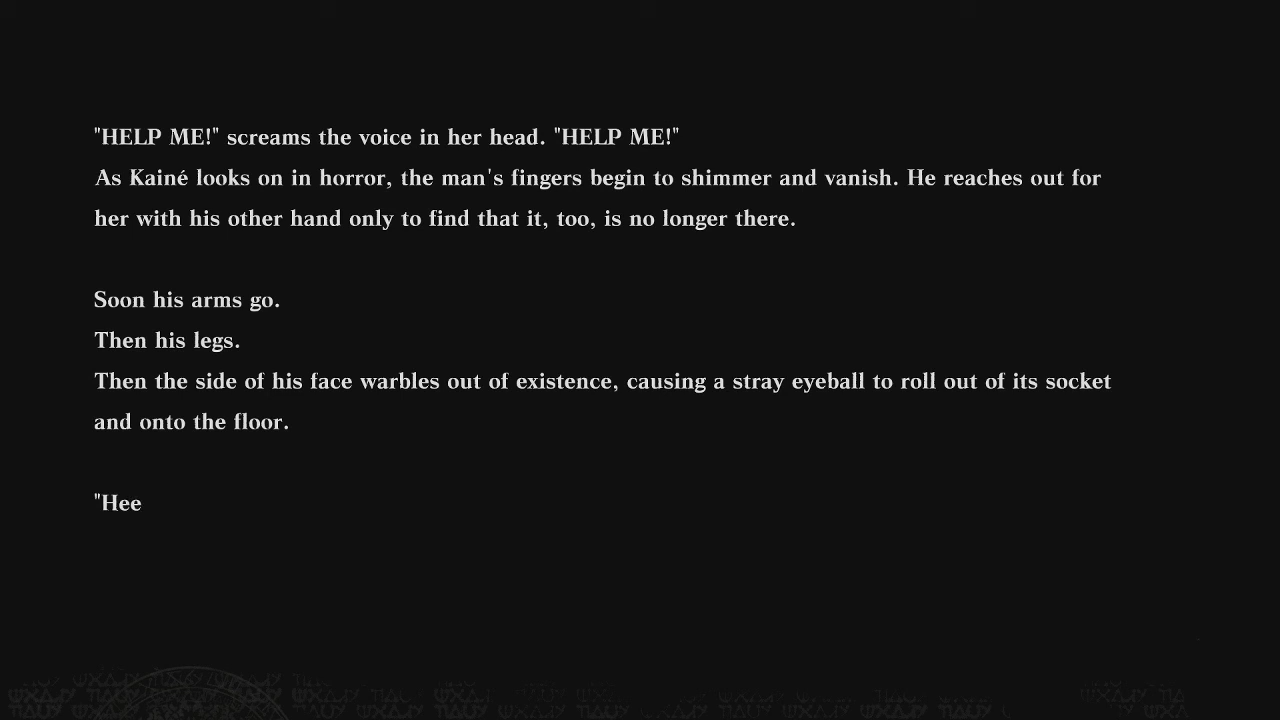 "HELP ME!" screams the voice in her head. "HELP ME!"
As Kainé looks on in horror, the man's fingers begin to shimmer and vanish. He reaches out for
her with his other hand only to find that it, too, is no longer there.
Soon his arms go.
Then his legs.
Then the side of his face warbles out of existence, causing a stray eyeball to roll out of its socket
and onto the floor.
"Hee